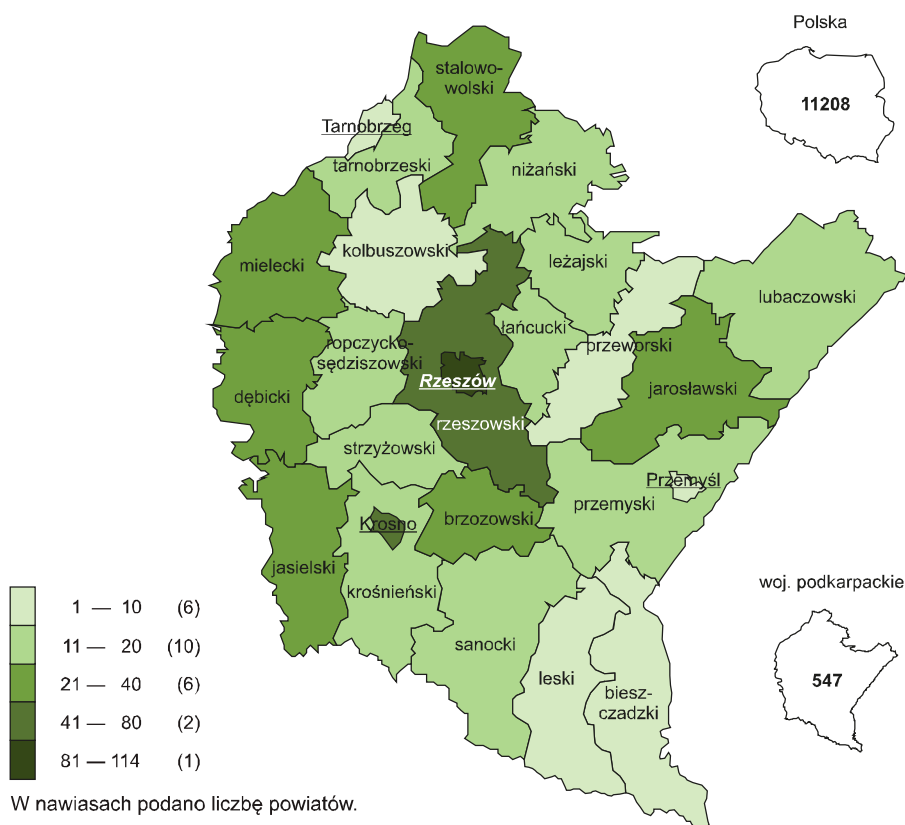 Polska
11208
stalowo-
wolski
Tarnobrzeg
tarnobrzeski
niżański
kolbuszowski
mielecki
leżajski
lubaczowski
łańcucki
ropczycko-
sędziszowski
przeworski
Rzeszów
jarosławski
dębicki
rzeszowski
strzyżowski
Przemyśl
przemyski
brzozowski
Krosno
jasielski
krośnieński
sanocki
leski
biesz-
czadzki
woj. podkarpackie
547
1 — 10 (6)
11 — 20 (10)
21 — 40 (6)
41 — 80 (2)
81 — 114 (1)
W nawiasach podano liczbę powiatów.